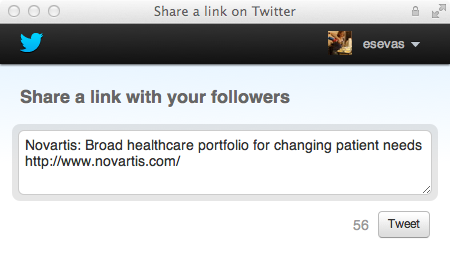 Share a link on Twitter
esevas
Share a link with your followers
Novartis: Broad healthcare portfolio for changing patient needs
http://www.novartis.com/
56 Tweet